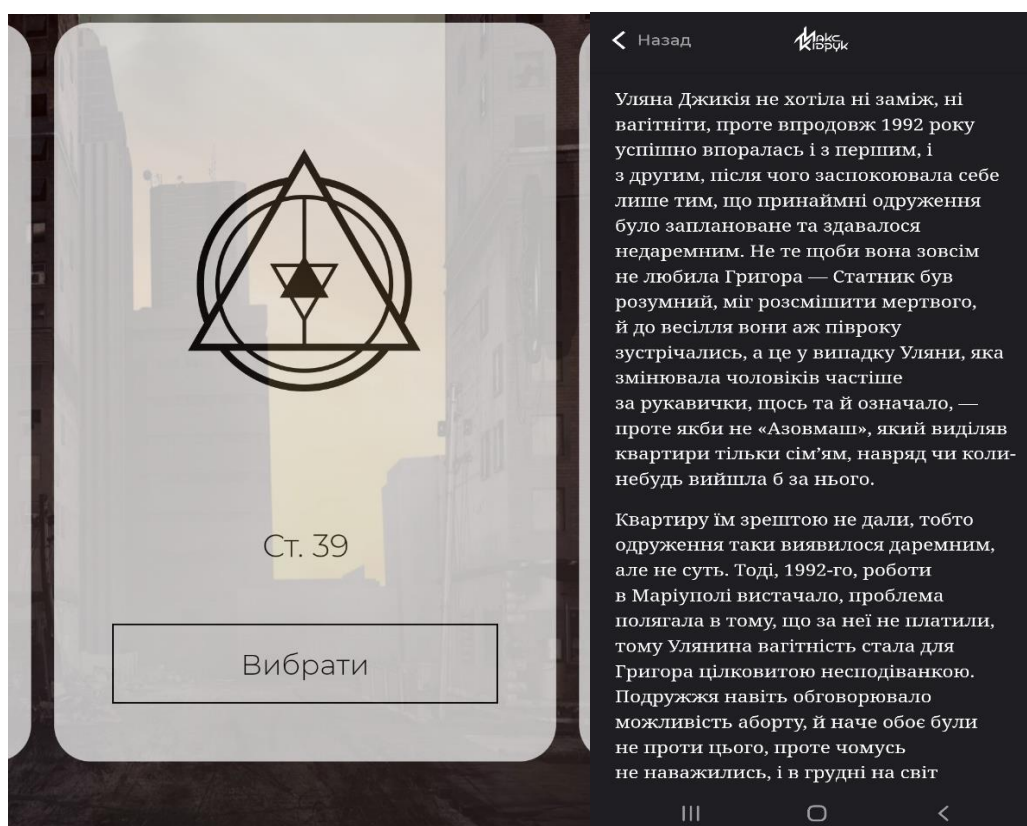 Ст. 39
Вибрати
Назад
Макс
Кідрук
Уляна Джикія не хотіла ні заміж, ні
вагітніти, проте впродовж 1992 року
успішно впоралась і з першим, і
з другим, після чого заспокоювала себе
лише тим, що принаймні одруження
було заплановане та здавалося
недаремним. Не те щоби вона зовсім
не любила Григора — Статник був
розумний, міг розсмішити мертвого,
й до весілля вони аж півроку
зустрічались, а це у випадку Уляни, яка
змінювала чоловіків частіше
за рукавички, щось та й означало, —
проте якби не «Азовмаш», який виділяв
квартири тільки сім’ям, навряд чи коли-
небудь вийшла б за нього.
Квартиру їм зрештою не дали, тобто
одруження таки виявилося даремним,
але не суть. Тоді, 1992-го, роботи
в Маріуполі вистачало, проблема
полягала в тому, що за неї не платили,
тому Улянина вагітність стала для
Григора цілковитою несподіванкою.
Подружжя навіть обговорювало
можливість аборту, й наче обоє були
не проти цього, проте чомусь
не наважились, і в грудні на світ